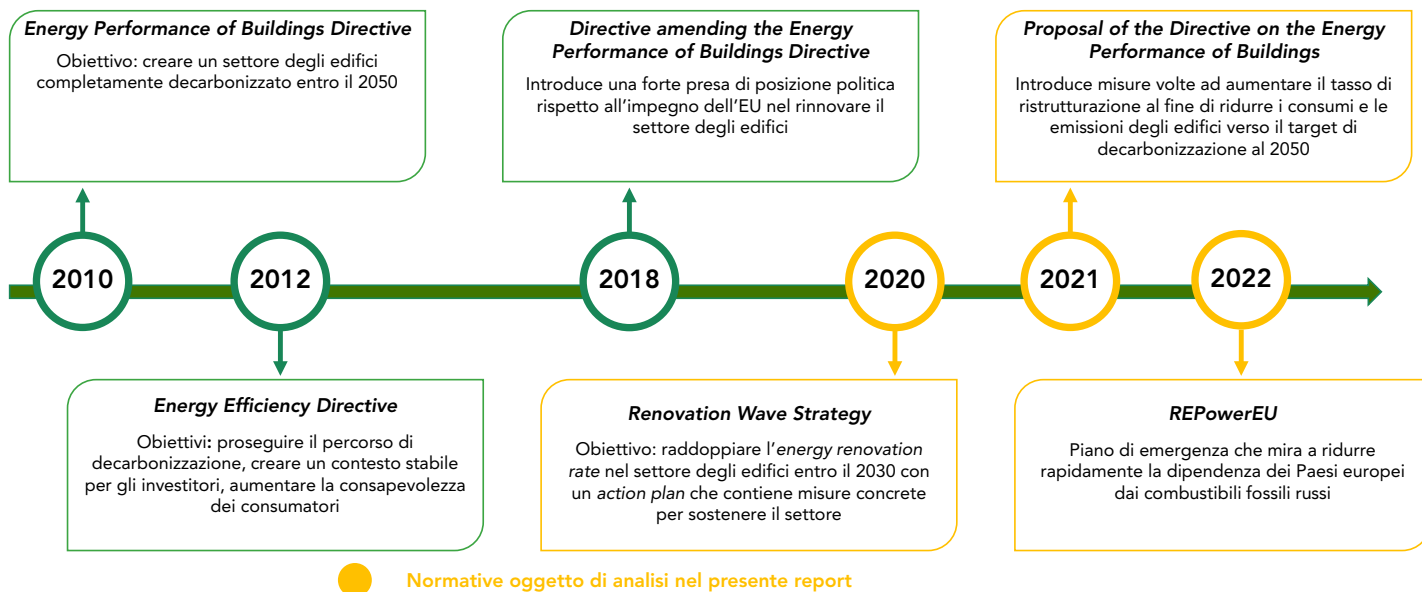 Energy Performance of Buildings Directive
Obiettivo: creare un settore degli edifici
completamente decarbonizzato entro il 2050
Directive amending the Energy
Performance of Buildings Directive
Introduce una forte presa di posizione politica
rispetto all'impegno dell'EU nel rinnovare il
settore degli edifici
Proposal of the Directive on the Energy
Performance of Buildings
Introduce misure volte ad aumentare il tasso di
ristrutturazione al fine di ridurre i consumi e le
emissioni degli edifici verso il target di
decarbonizzazione al 2050
2010
2012
2018
2020
2021
2022
Energy Efficiency Directive
Obiettivi: proseguire il percorso di
decarbonizzazione, creare un contesto stabile
per gli investitori, aumentare la consapevolezza
dei consumatori
Renovation Wave Strategy
Obiettivo: raddoppiare l'energy renovation
rate nel settore degli edifici entro il 2030 con
un action plan che contiene misure concrete
per sostenere il settore
REPowerEU
Piano di emergenza che mira a ridurre
rapidamente la dipendenza dei Paesi europei
dai combustibili fossili russi
Normative oggetto di analisi nel presente report